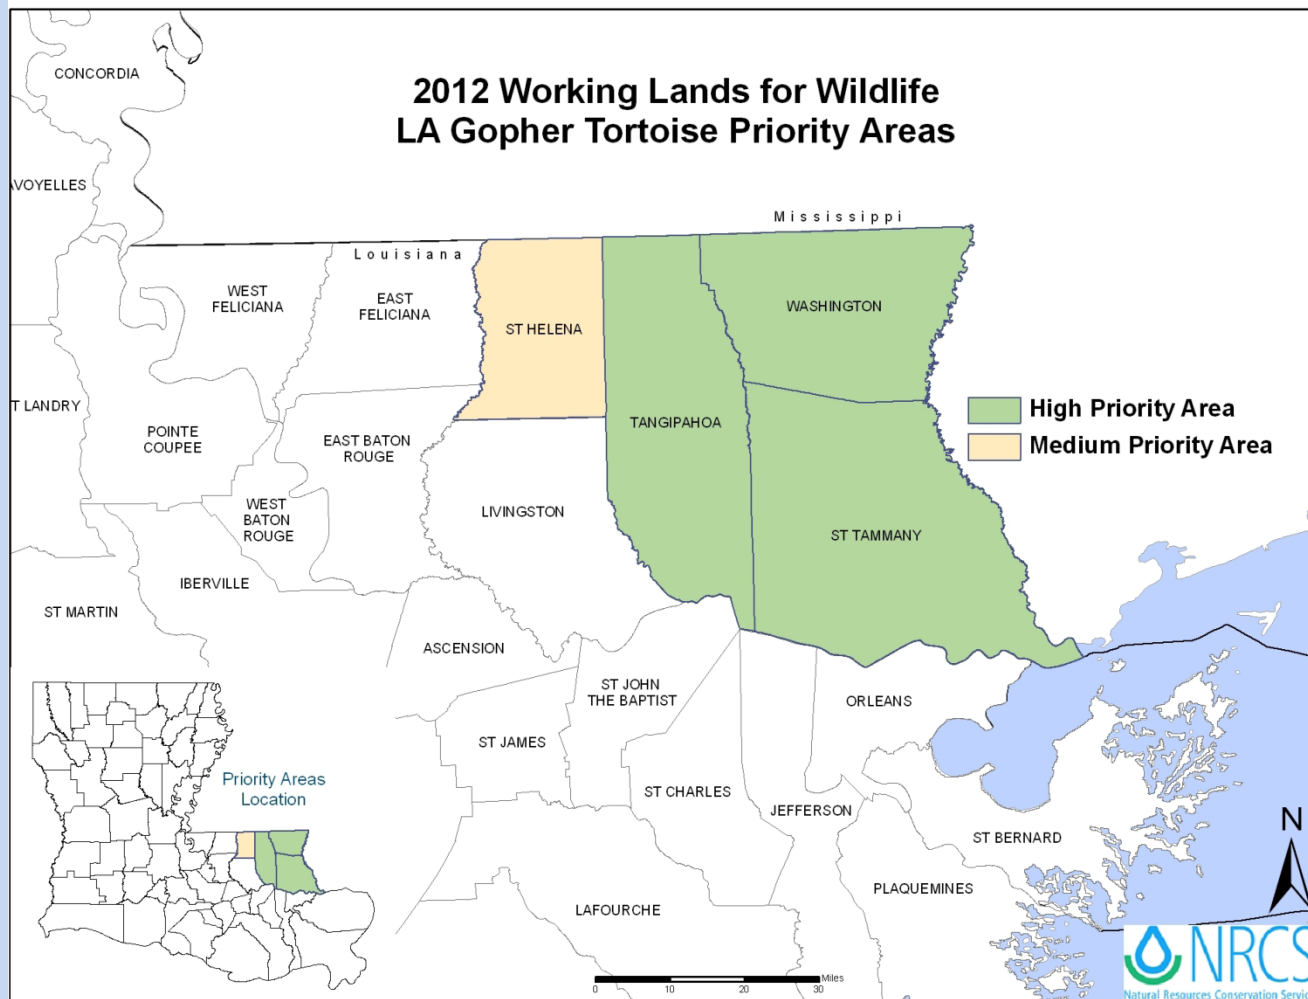 2012 Working Lands for Wildlife
LA Gopher Tortoise Priority Areas
CONCORDIA
AVOYELLES
Mississippi
Louisiana
WEST
FELICIANA
EAST
FELICIANA
ST HELENA
WASHINGTON
T LANDRY
POINTE
COUPEE
EAST BATON
ROUGE
TANGIPAHOA
High Priority Area
Medium Priority Area
WEST
BATON
ROUGE
LIVINGSTON
ST TAMMANY
IBERVILLE
ST MARTIN
ASCENSION
ST JOHN
THE BAPTIST
ORLEANS
ST JAMES
Priority Areas
Location
ST CHARLES
JEFFERSON
ST BERNARD
N
PLAQUEMINES
LAFOURCHE
Miles
0 10 20 30
NRCS
Natural Resources Conservation Servic